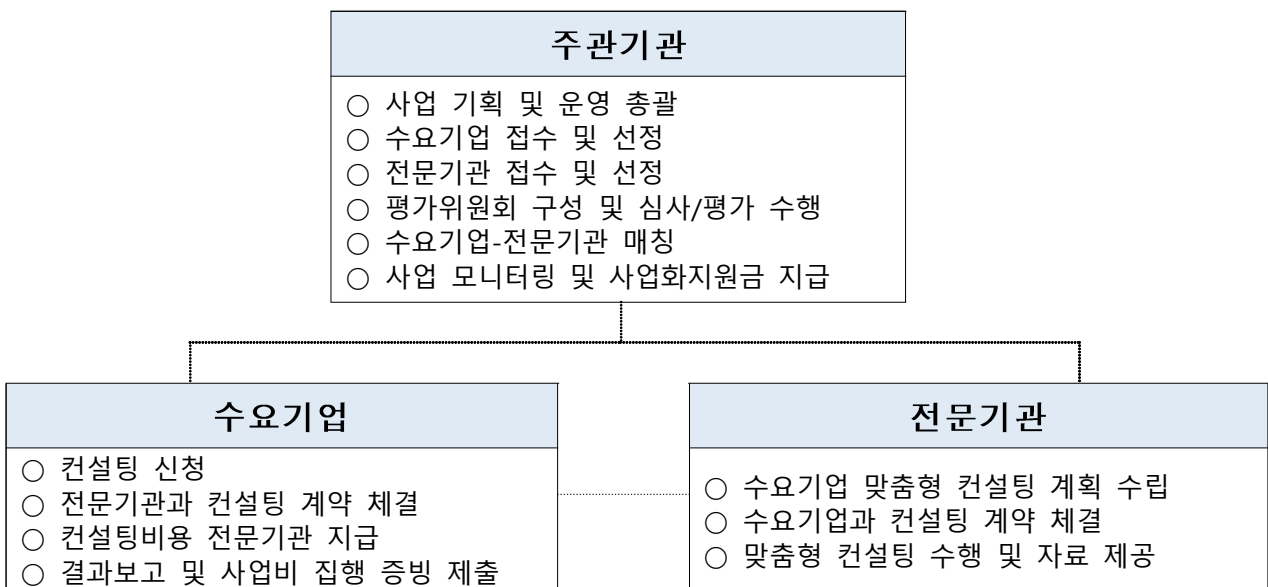 주관기관
○ 사업 기획 및 운영 총괄
○ 수요기업 접수 및 선정
○ 전문기관 접수 및 선정
○ 평가위원회 구성 및 심사/평가 수행
○ 수요기업-전문기관 매칭
○ 사업 모니터링 및 사업화지원금 지급
수요기업
○ 컨설팅 신청
○ 전문기관과 컨설팅 계약 체결
○ 컨설팅비용 전문기관 지급
○ 결과보고 및 사업비 집행 증빙 제출
전문기관
○ 수요기업 맞춤형 컨설팅 계획 수립
○ 수요기업과 컨설팅 계약 체결
○ 맞춤형 컨설팅 수행 및 자료 제공